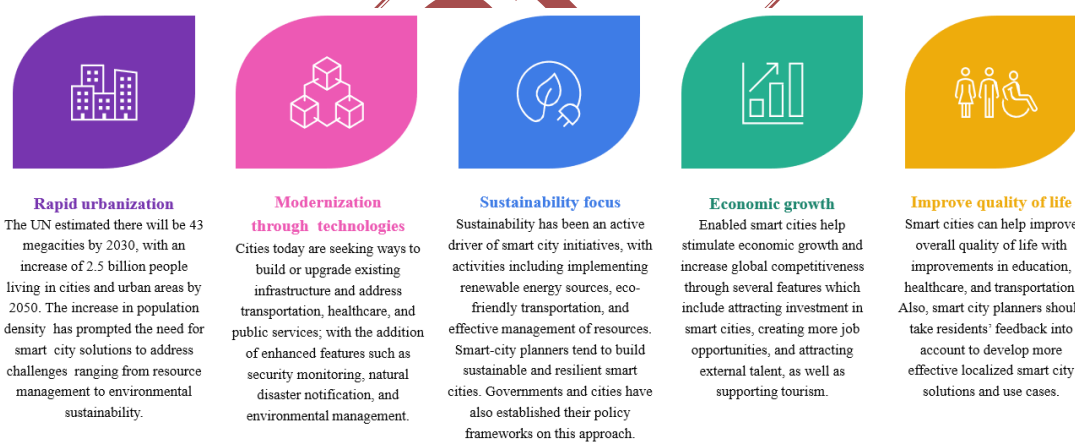 Rapid urbanization
The UN estimated there will be 43
megacities by 2030, with an
increase of 2.5 billion people
living in cities and urban areas by
2050. The increase in population
density has prompted the need for
smart city solutions to address
challenges ranging from resource
management to environmental
sustainability.
Modernization
through technologies
Cities today are seeking ways to
build or upgrade existing
infrastructure and address
transportation, healthcare, and
public services; with the addition
of enhanced features such as
security monitoring, natural
disaster notification, and
environmental management.
Sustainability focus
Sustainability has been an active
driver of smart city initiatives, with
activities including implementing
renewable energy sources, eco-
friendly transportation, and
effective management of resources.
Smart-city planners tend to build
sustainable and resilient smart
cities. Governments and cities have
also established their policy
frameworks on this approach.
Economic growth
Enabled smart cities help
stimulate economic growth and
increase global competitiveness
through several features which
include attracting investment in
smart cities, creating more job
opportunities, and attracting
external talent, as well as
supporting tourism.
Improve quality of life
Smart cities can help improve
overall quality of life with
improvements in education,
healthcare, and transportation
Also, smart city planners shoul
take residents’ feedback into
account to develop more
effective localized smart city
solutions and use cases.